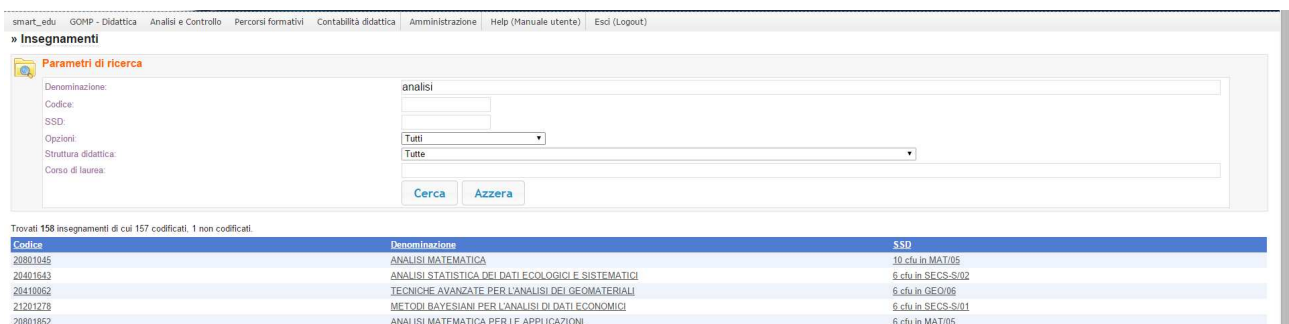 smart_edu GOMP - Didattica Analisi e Controllo Percorsi formativi Contabilità didattica Amministrazione Help (Manuale utente) Esci (Logout)
» Insegnamenti
Parametri di ricerca
Denominazione: analisi
Codice:
SSD:
Opzioni: Tutti
Struttura didattica: Tutte
Corso di laurea:
Cerca Azzera
Trovati 158 insegnamenti di cui 157 codificati, 1 non codificati.
Codice Denominazione SSD
20801045 ANALISI MATEMATICA 10 cfu in MAT/05
20401643 ANALISI STATISTICA DEI DATI ECOLOGICI E SISTEMATICI 6 cfu in SECS-S/02
20410062 TECNICHE AVANZATE PER L'ANALISI DEI GEOMATERIALI 6 cfu in GEO/06
21201278 METODI BAYESIANI PER L'ANALISI DI DATI ECONOMICI 6 cfu in SECS-S/01
20801852 ANALISI MATEMATICA PER LE APPLICAZIONI 6 cfu in MAT/05